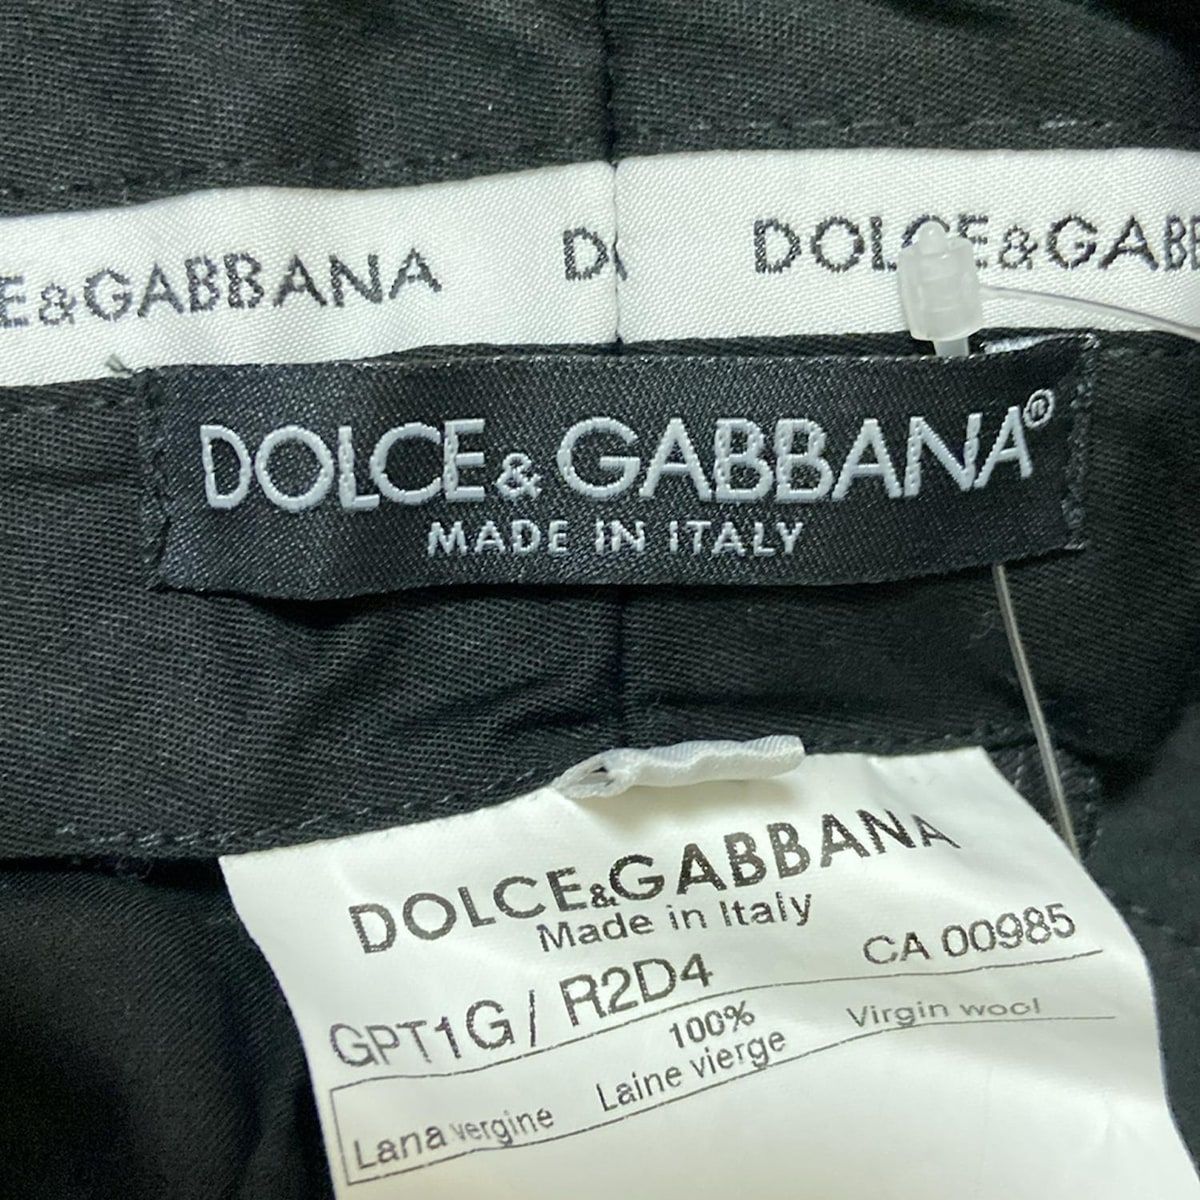 E&GABBANA D DOLCE&GABB
DOLCE & GABBANA®
MADE IN ITALY
DOLCE&GABBANA
Made in Italy
GPT1G / R2D4 CA 00985
100%
Lana vergine Laine vierge Virgin wool